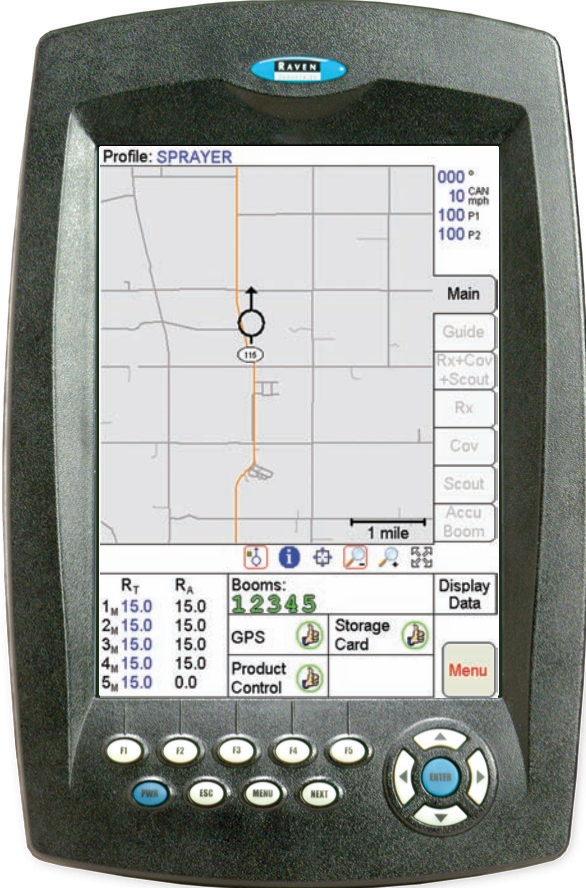 RAVEN
Profile: SPRAYER
000 °
10 CAN mph
100 P1
100 P2
Main
Guide
Rx+Cov
+Scout
Rx
Cov
Scout
Accu
Boom
115
1 mile
RT RA
1M 15.0 15.0
2M 15.0 15.0
3M 15.0 15.0
4M 15.0 15.0
5M 15.0 0.0
Booms:
12345
GPS
Storage
Card
Product
Control
Display
Data
Menu
F1 F2 F3 F4 F5
PWR ESC MENU NEXT
ENTER